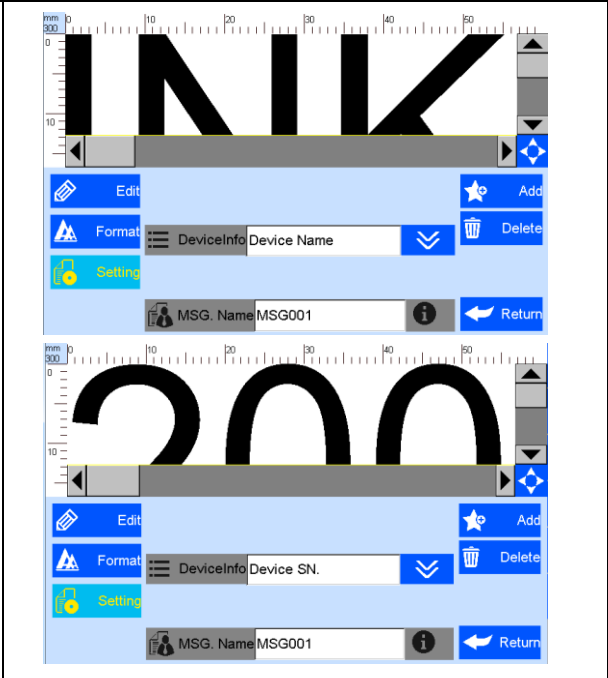 mm 0 10 20 30 40 50
300
0
INK
10
Edit Add
Format DeviceInfo Device Name Delete
Setting
MSG. Name MSG001 Return
mm 0 10 20 30 40 50
300
0
200
10
Edit Add
Format DeviceInfo Device SN. Delete
Setting
MSG. Name MSG001 Return